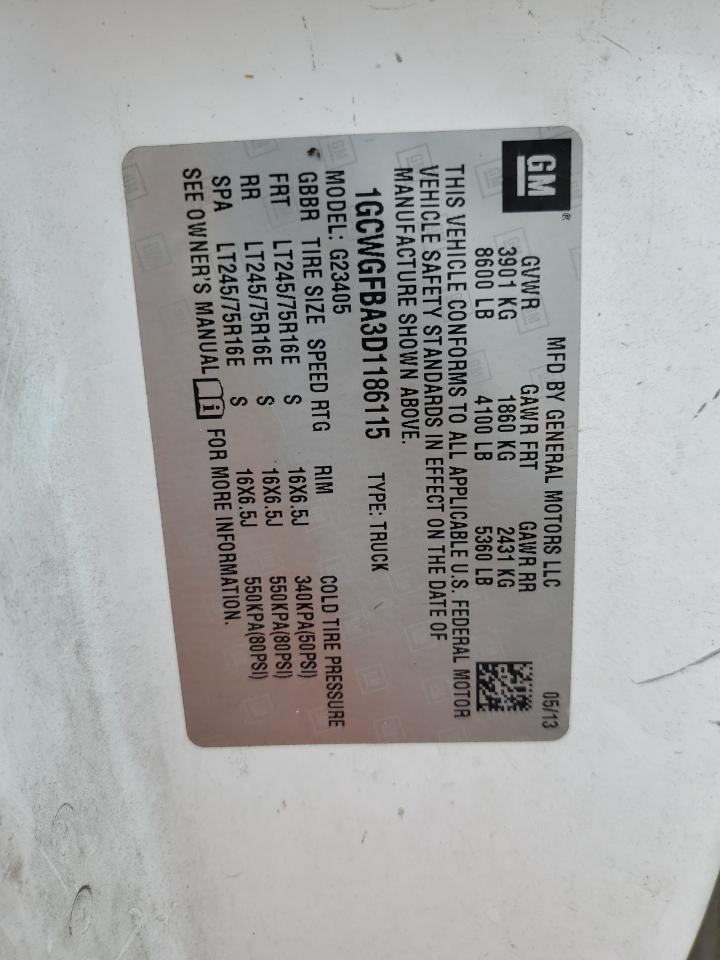 GM®
MFD BY GENERAL MOTORS LLC 05/13
GVWR GAWR FRT GAWR RR
3901 KG 1860 KG 2431 KG
8600 LB 4100 LB 5360 LB
THIS VEHICLE CONFORMS TO ALL APPLICABLE U.S. FEDERAL MOTOR
VEHICLE SAFETY STANDARDS IN EFFECT ON THE DATE OF
MANUFACTURE SHOWN ABOVE.
1GCWGFBA3D1186115 TYPE: TRUCK
MODEL: G23405
GBBR TIRE SIZE SPEED RTG RIM COLD TIRE PRESSURE
FRT LT245/75R16E S 16X6.5J 340KPA(50PSI)
RR LT245/75R16E S 16X6.5J 550KPA(80PSI)
SPA LT245/75R16E S 16X6.5J 550KPA(80PSI)
SEE OWNER'S MANUAL i FOR MORE INFORMATION.